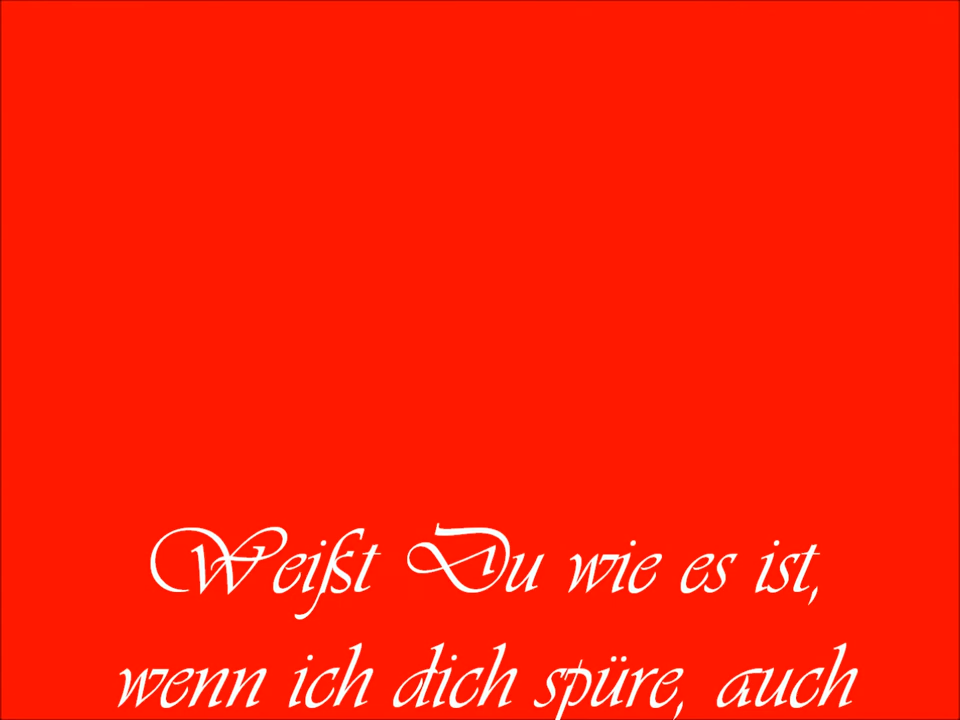 Weißt Du wie es ist,
wenn ich dich spüre, auch